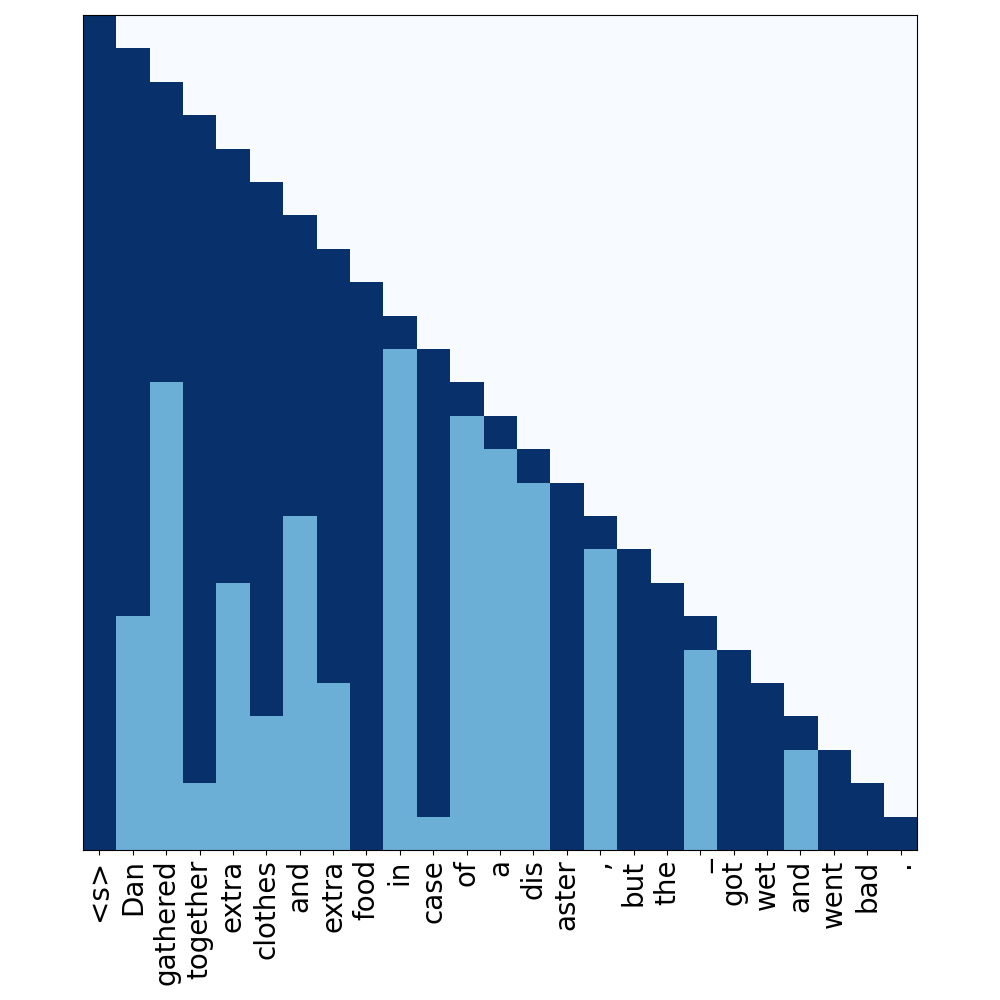 <s> Dan gathered together extra clothes and extra food in case of a dis aster , but the _ got wet and went bad .